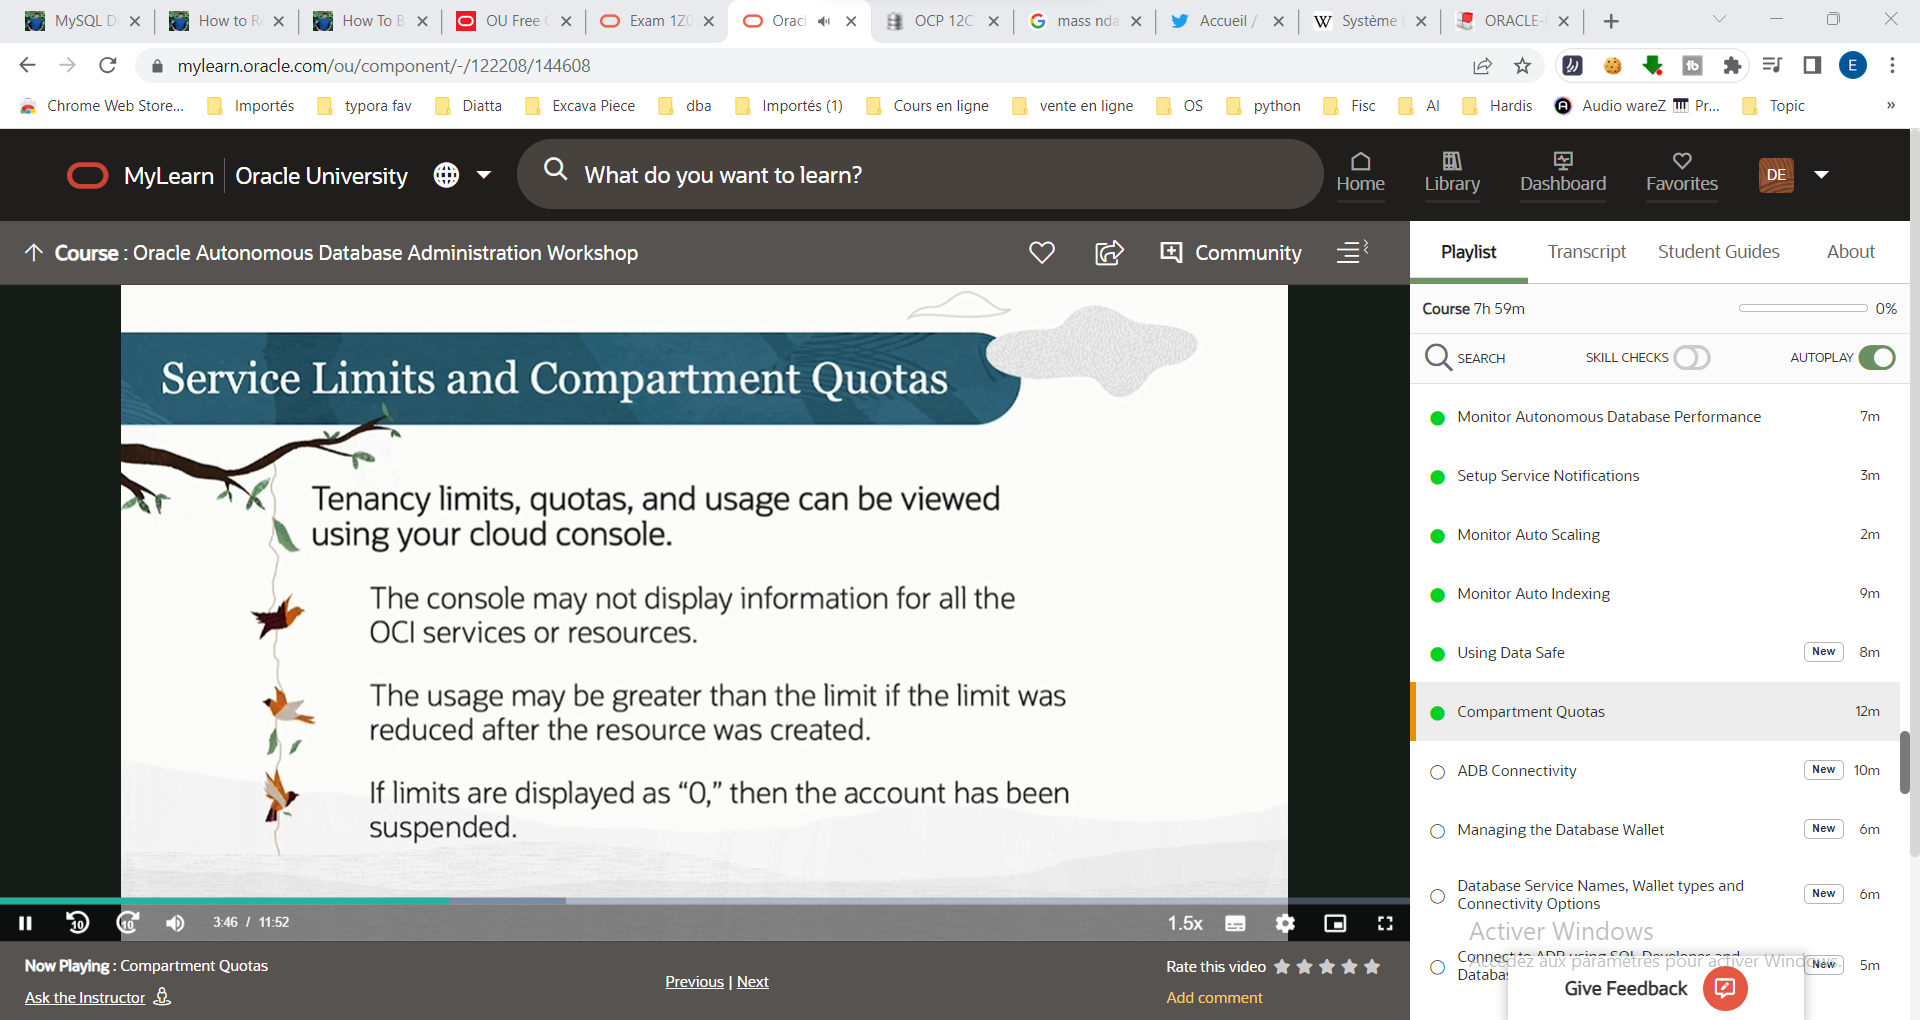 MySQL D
How to R
How To B
OU Free
Exam 1Z0
Oracl
OCP 12C
mass nda
Accueil /
Système
ORACLE-
mylearn.oracle.com/ou/component/-/122208/144608
E
Chrome Web Store...
Importés
typora fav
Diatta
Excava Piece
dba
Importés (1)
Cours en ligne
vente en ligne
OS
python
Fisc
AI
Hardis
Audio wareZ
Pr...
Topic
»
MyLearn
Oracle University
What do you want to learn?
Home
Library
Dashboard
Favorites
DE
Course : Oracle Autonomous Database Administration Workshop
Community
Playlist
Transcript
Student Guides
About
Course 7h 59m
0%
SEARCH
SKILL CHECKS
AUTOPLAY
Service Limits and Compartment Quotas
Tenancy limits, quotas, and usage can be viewed
using your cloud console.
The console may not display information for all the
OCI services or resources.
The usage may be greater than the limit if the limit was
reduced after the resource was created.
If limits are displayed as “0,” then the account has been
suspended.
Monitor Autonomous Database Performance 7m
Setup Service Notifications 3m
Monitor Auto Scaling 2m
Monitor Auto Indexing 9m
Using Data Safe New 8m
Compartment Quotas 12m
ADB Connectivity New 10m
Managing the Database Wallet New 6m
Database Service Names, Wallet types and
Connectivity Options New 6m
Connect to ADB using SQL Developer and
New 5m
Activer Windows
Accédez aux paramètres pour activer Windows.
Give Feedback
10
10
3:46 / 11:52
1.5x
Now Playing : Compartment Quotas
Ask the Instructor
Previous | Next
Rate this video
Add comment